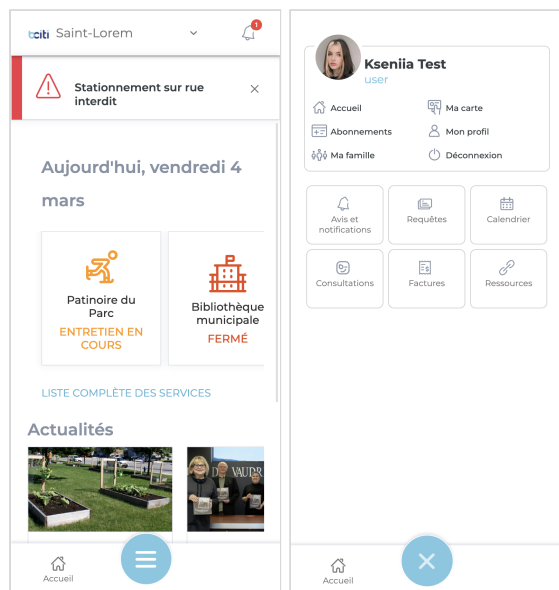 bciti Saint-Lorem
Stationnement sur rue
interdit
Aujourd'hui, vendredi 4
mars
Patinoire du
Parc
ENTRETIEN EN
COURS
Bibliothèque
municipale
FERMÉ
LISTE COMPLÈTE DES SERVICES
Actualités
VAUDR
Accueil
Kseniia Test
user
Accueil
Ma carte
Abonnements
Mon profil
Ma famille
Déconnexion
Avis et
notifications
Requêtes
Calendrier
Consultations
Factures
Ressources
Accueil